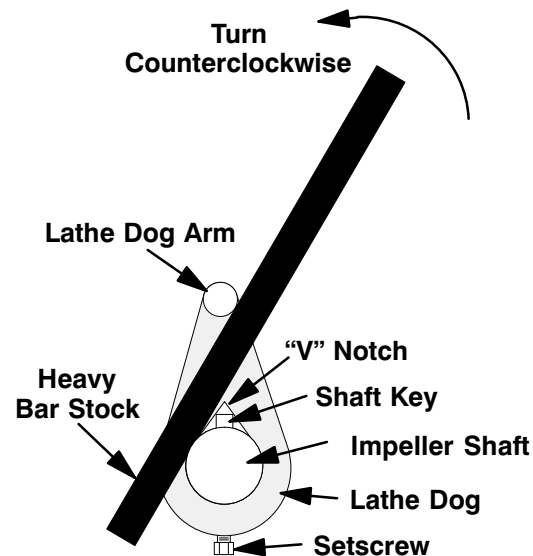 Turn
Counterclockwise
Lathe Dog Arm
“V” Notch
Heavy
Bar Stock
Shaft Key
Impeller Shaft
Lathe Dog
Setscrew